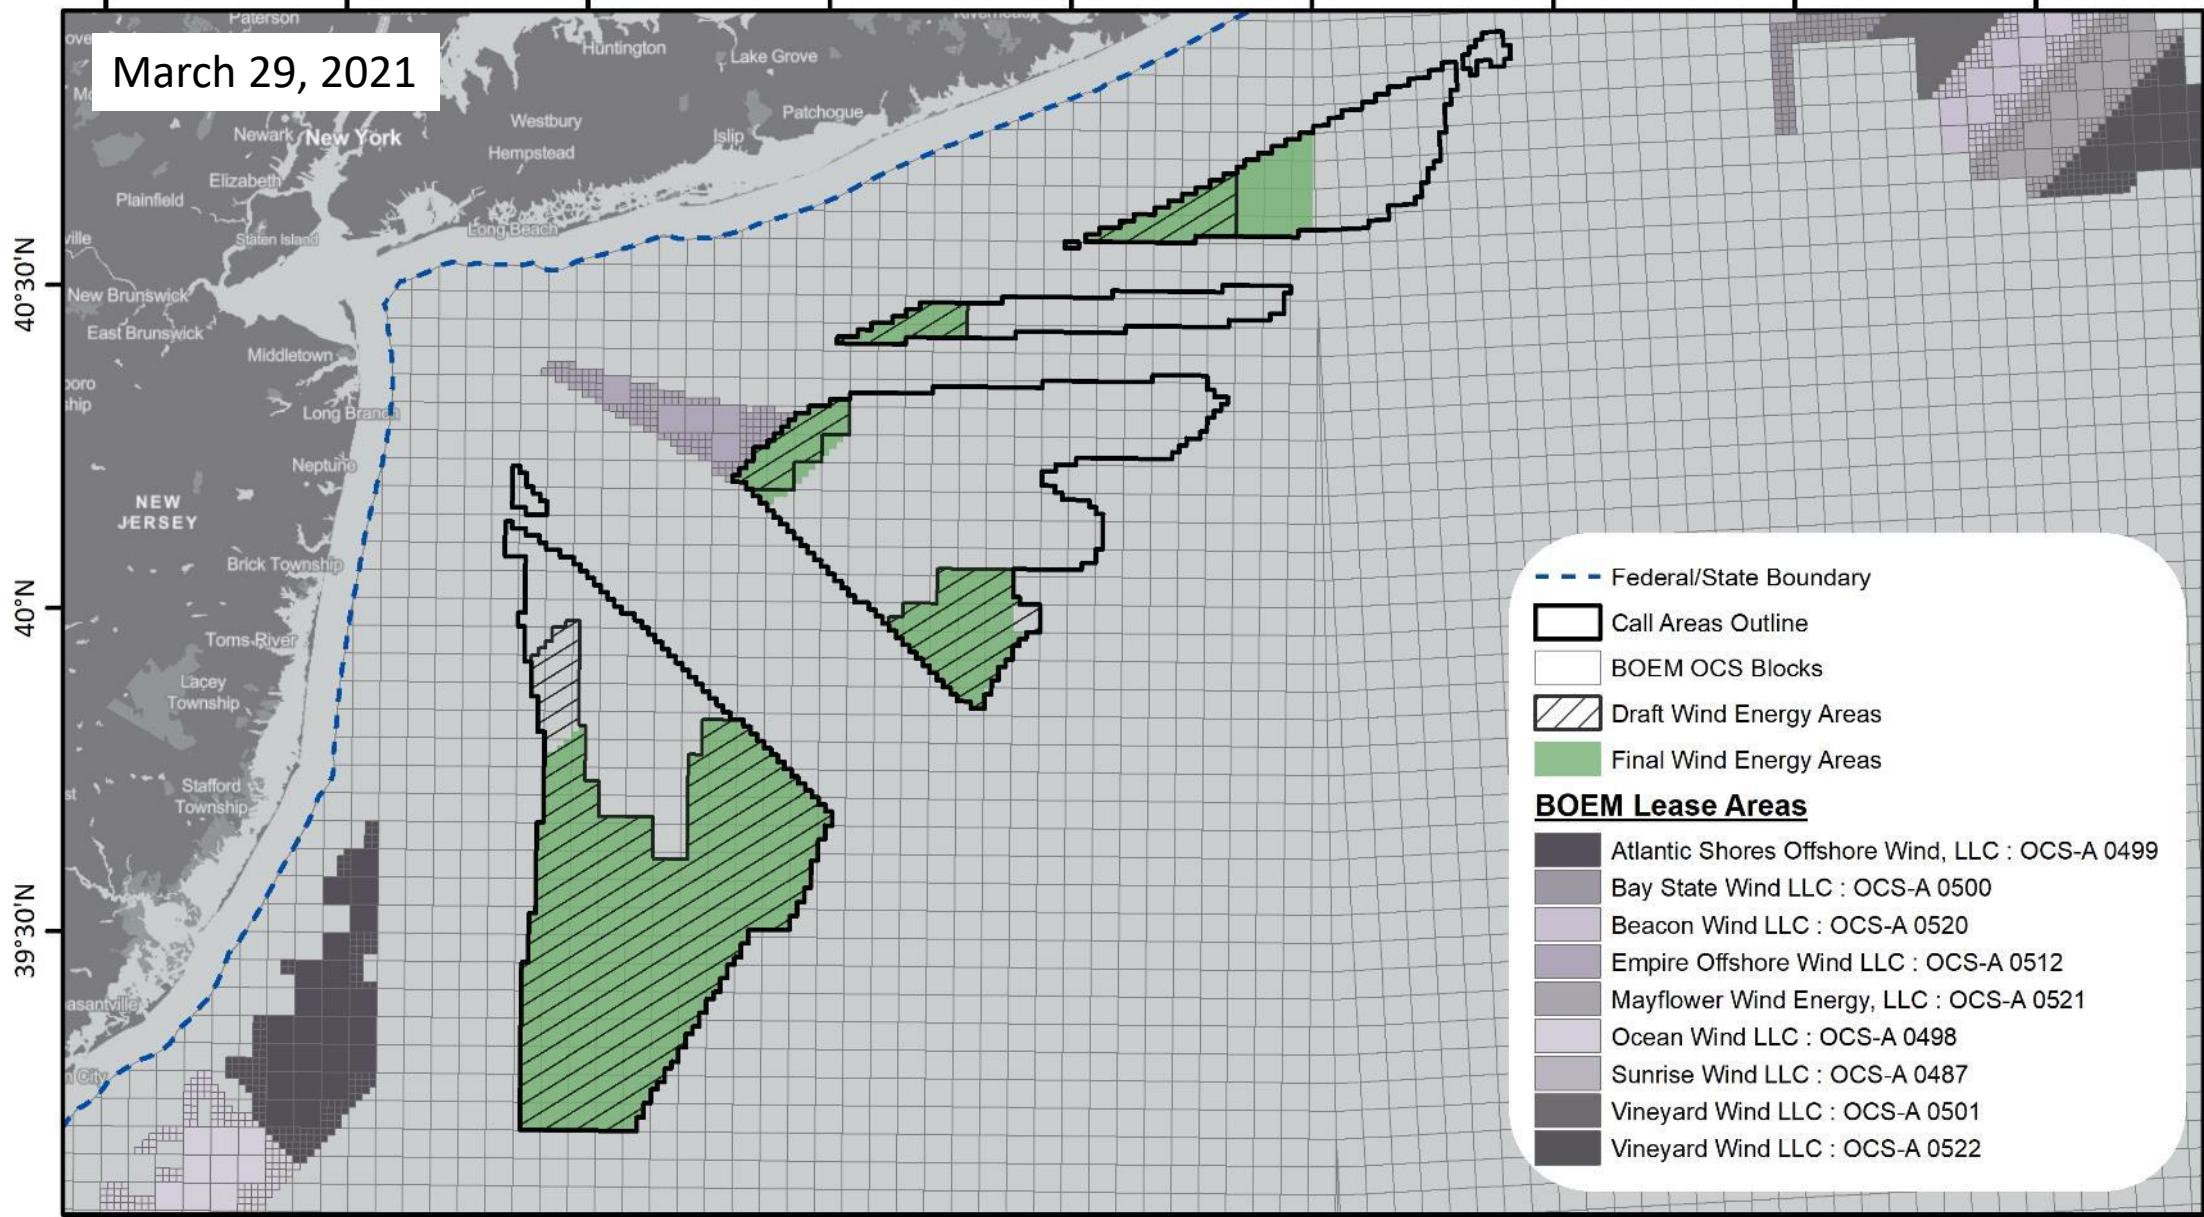 March 29, 2021
Paterson
Huntington
Lake Grove
Patchogue
Westbury
Islip
Hempstead
Newark
New York
Elizabeth
Plainfield
Long Beach
Staten Island
40°30'N
New Brunswick
East Brunswick
Middletown
Long Branch
Neptune
NEW
JERSEY
Brick Township
40°N
Toms River
Lacey
Township
Stafford
Township
39°30'N
Federal/State Boundary
Call Areas Outline
BOEM OCS Blocks
Draft Wind Energy Areas
Final Wind Energy Areas
BOEM Lease Areas
Atlantic Shores Offshore Wind, LLC : OCS-A 0499
Bay State Wind LLC : OCS-A 0500
Beacon Wind LLC : OCS-A 0520
Empire Offshore Wind LLC : OCS-A 0512
Mayflower Wind Energy, LLC : OCS-A 0521
Ocean Wind LLC : OCS-A 0498
Sunrise Wind LLC : OCS-A 0487
Vineyard Wind LLC : OCS-A 0501
Vineyard Wind LLC : OCS-A 0522